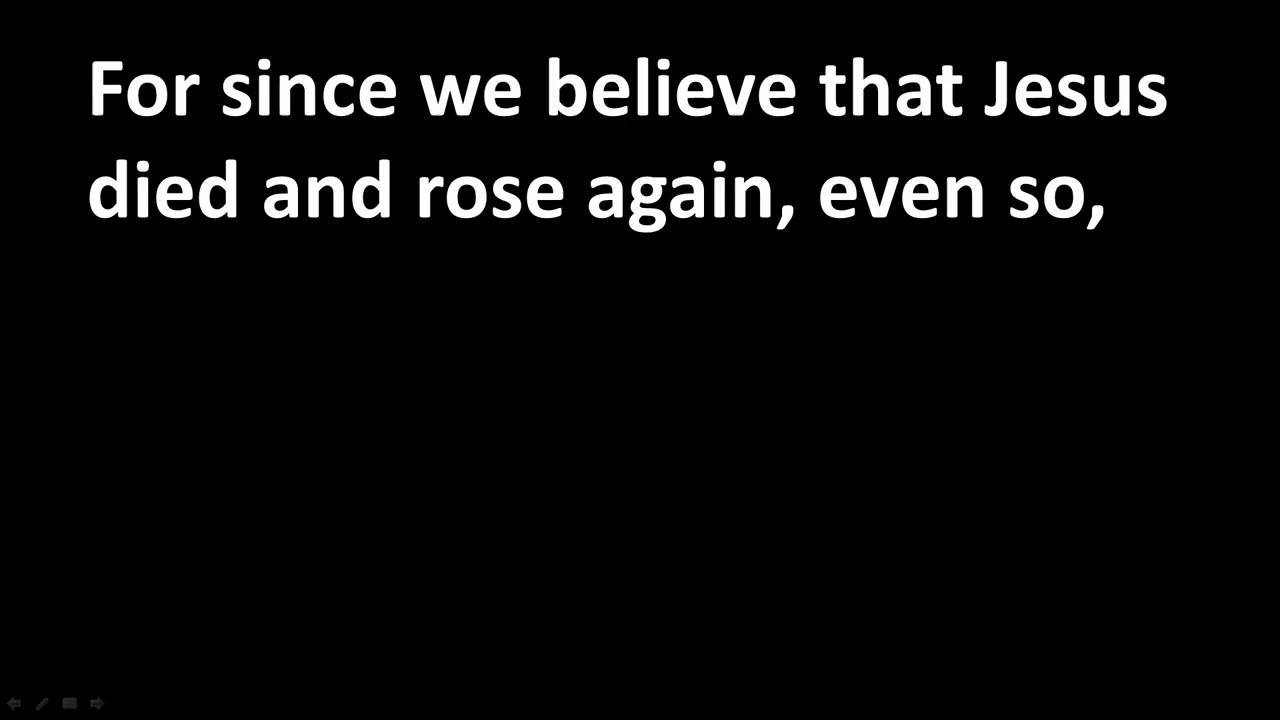 For since we believe that Jesus
died and rose again, even so,